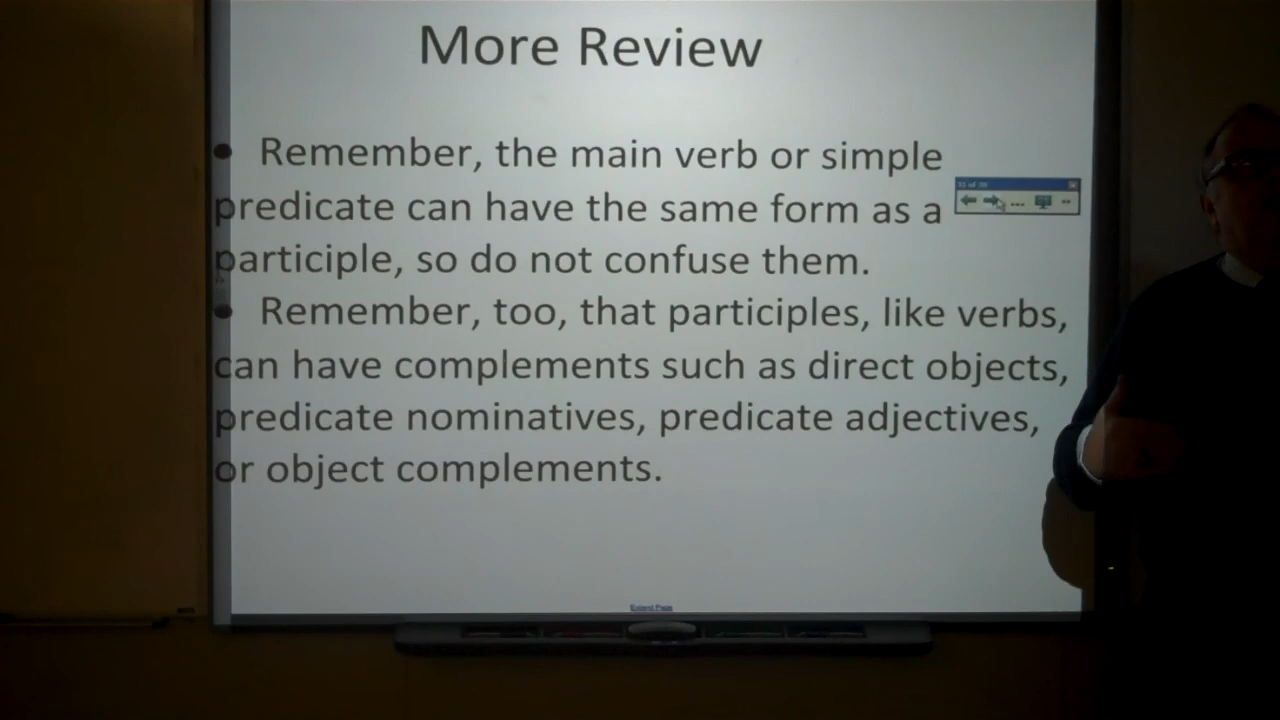 More Review
• Remember, the main verb or simple
predicate can have the same form as a
participle, so do not confuse them.
• Remember, too, that participles, like verbs,
can have complements such as direct objects,
predicate nominatives, predicate adjectives,
or object complements.
Extend Page